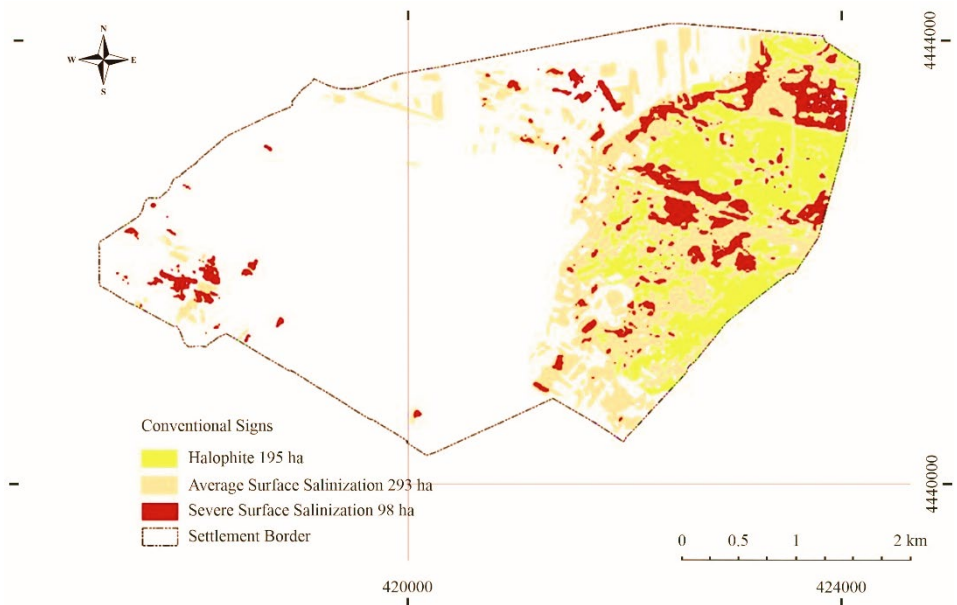 N
W E
S
4444000
Conventional Signs
Halophite 195 ha
Average Surface Salinization 293 ha
Severe Surface Salinization 98 ha
Settlement Border
4440000
0 0.5 1 2 km
420000 424000